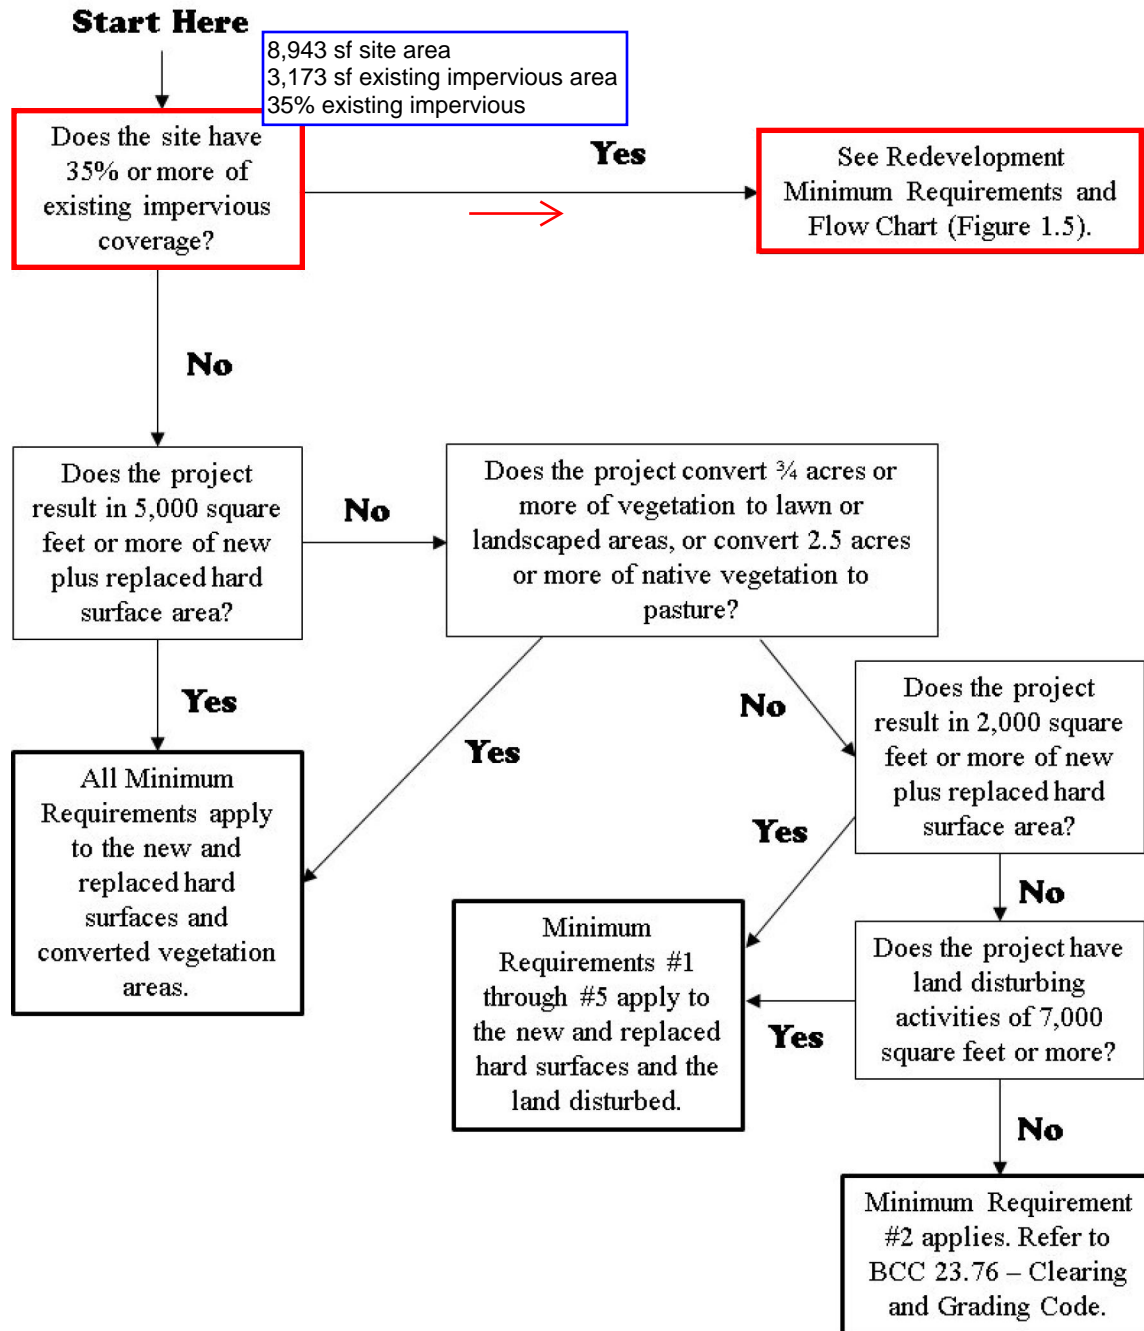 Start Here
8,943 sf site area
3,173 sf existing impervious area
35% existing impervious
Does the site have
35% or more of
existing impervious
coverage?
Yes
See Redevelopment
Minimum Requirements and
Flow Chart (Figure 1.5).
No
Does the project
result in 5,000 square
feet or more of new
plus replaced hard
surface area?
No
Does the project convert ¾ acres or
more of vegetation to lawn or
landscaped areas, or convert 2.5 acres
or more of native vegetation to
pasture?
Yes
All Minimum
Requirements apply
to the new and
replaced hard
surfaces and
converted vegetation
areas.
Yes
No
Does the project
result in 2,000 square
feet or more of new
plus replaced hard
surface area?
Yes
No
Minimum
Requirements #1
through #5 apply to
the new and replaced
hard surfaces and the
land disturbed.
Yes
Does the project have
land disturbing
activities of 7,000
square feet or more?
No
Minimum Requirement
#2 applies. Refer to
BCC 23.76 – Clearing
and Grading Code.